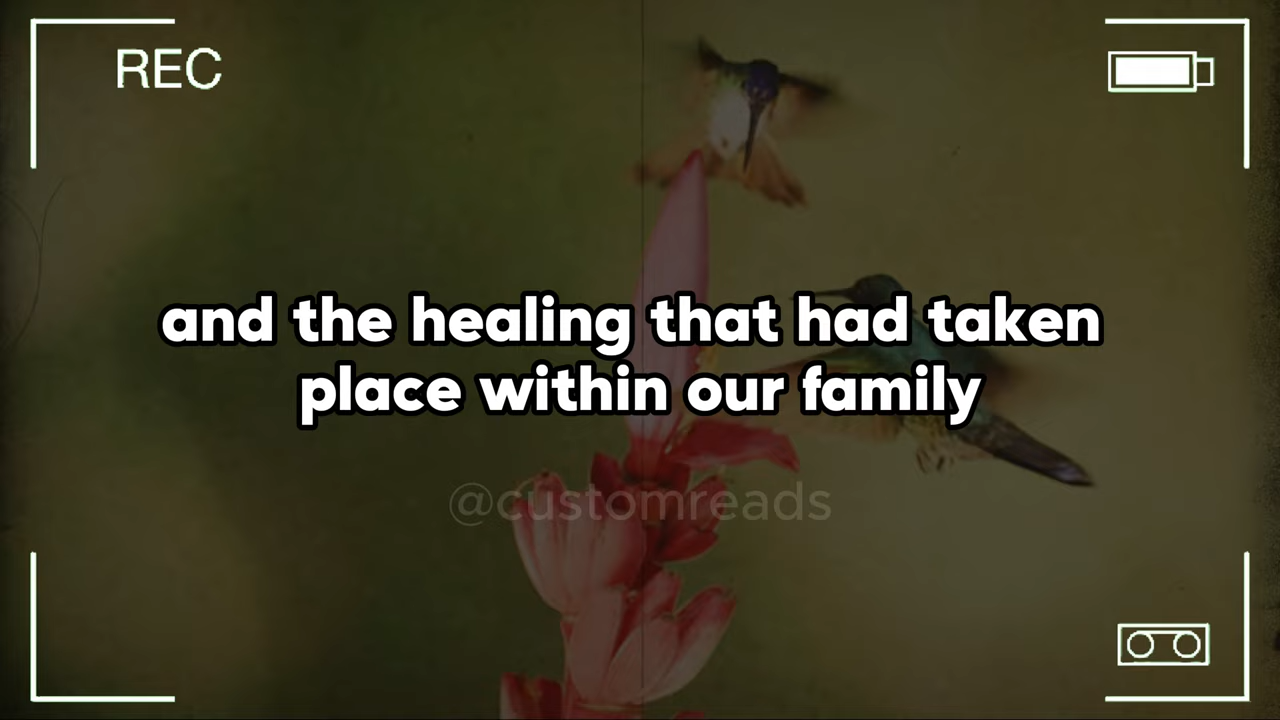 REC
and the healing that had taken
place within our family
@customreads